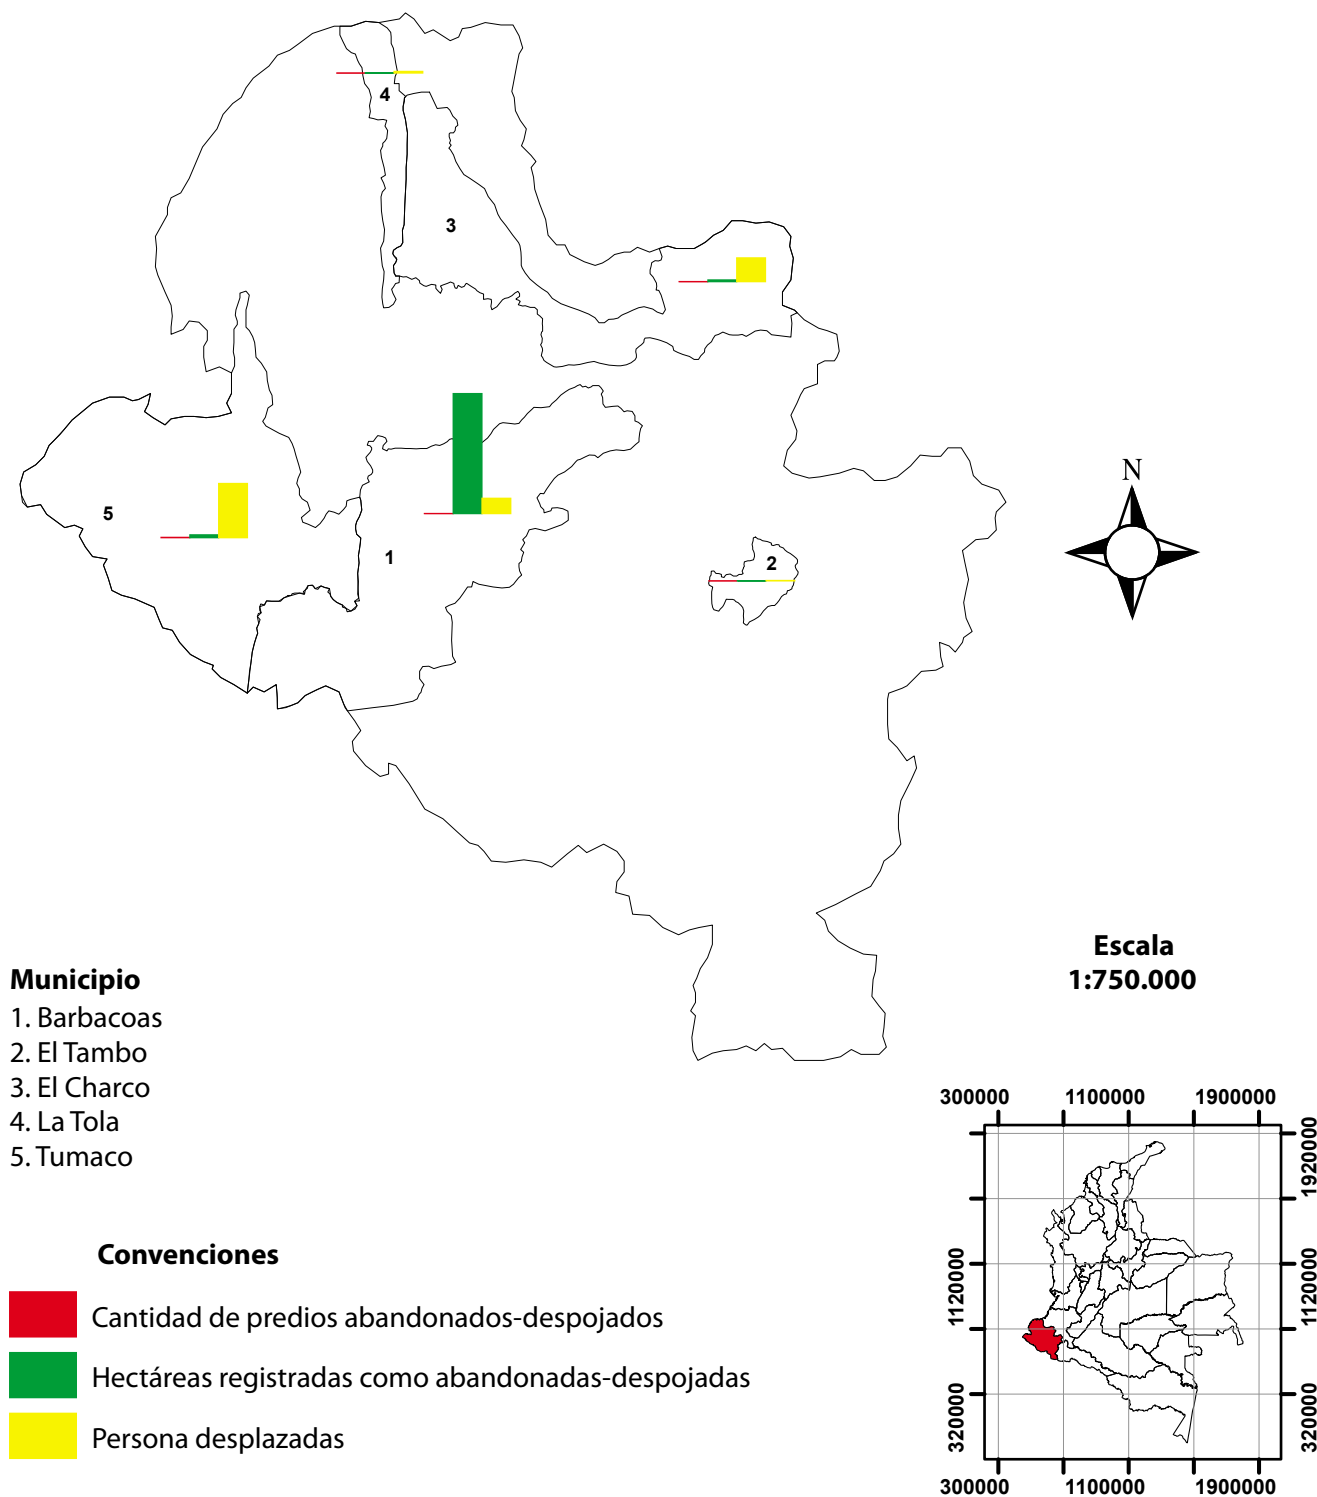 4
3
N
5
1
2
Escala
1:750.000
Municipio
1. Barbacoas
2. El Tambo
3. El Charco
4. La Tola
5. Tumaco
300000 1100000 1900000
1920000
1120000 1120000
320000 320000
300000 1100000 1900000
Convenciones
Cantidad de predios abandonados-despojados
Hectáreas registradas como abandonadas-despojadas
Persona desplazadas